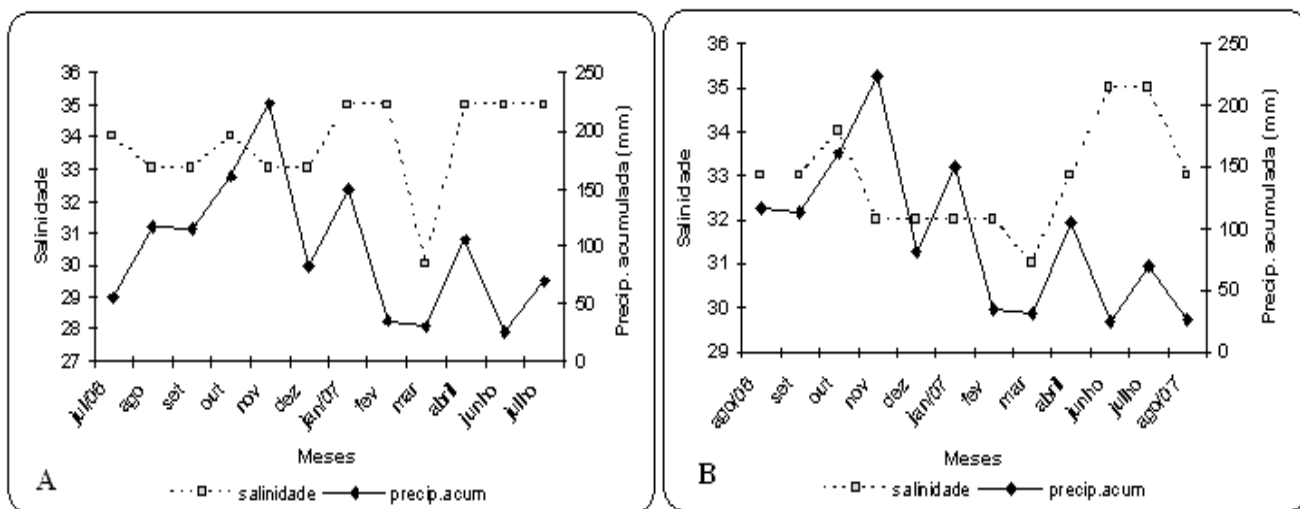 36
35
34
33
32
31
30
29
28
27
Salinidade
250
200
150
100
50
0
Precip. acumulada (mm)
jul/06
ago
set
out
nov
dez
jan/07
fev
mar
abril
junho
julho
Meses
A
salinidade
precip.acum
36
35
34
33
32
31
30
29
Salinidade
250
200
150
100
50
0
Precip. acumulada (mm)
ago/06
set
out
nov
dez
jan/07
fev
mar
abril
junho
julho
ago/07
Meses
B
salinidade
precip.acum